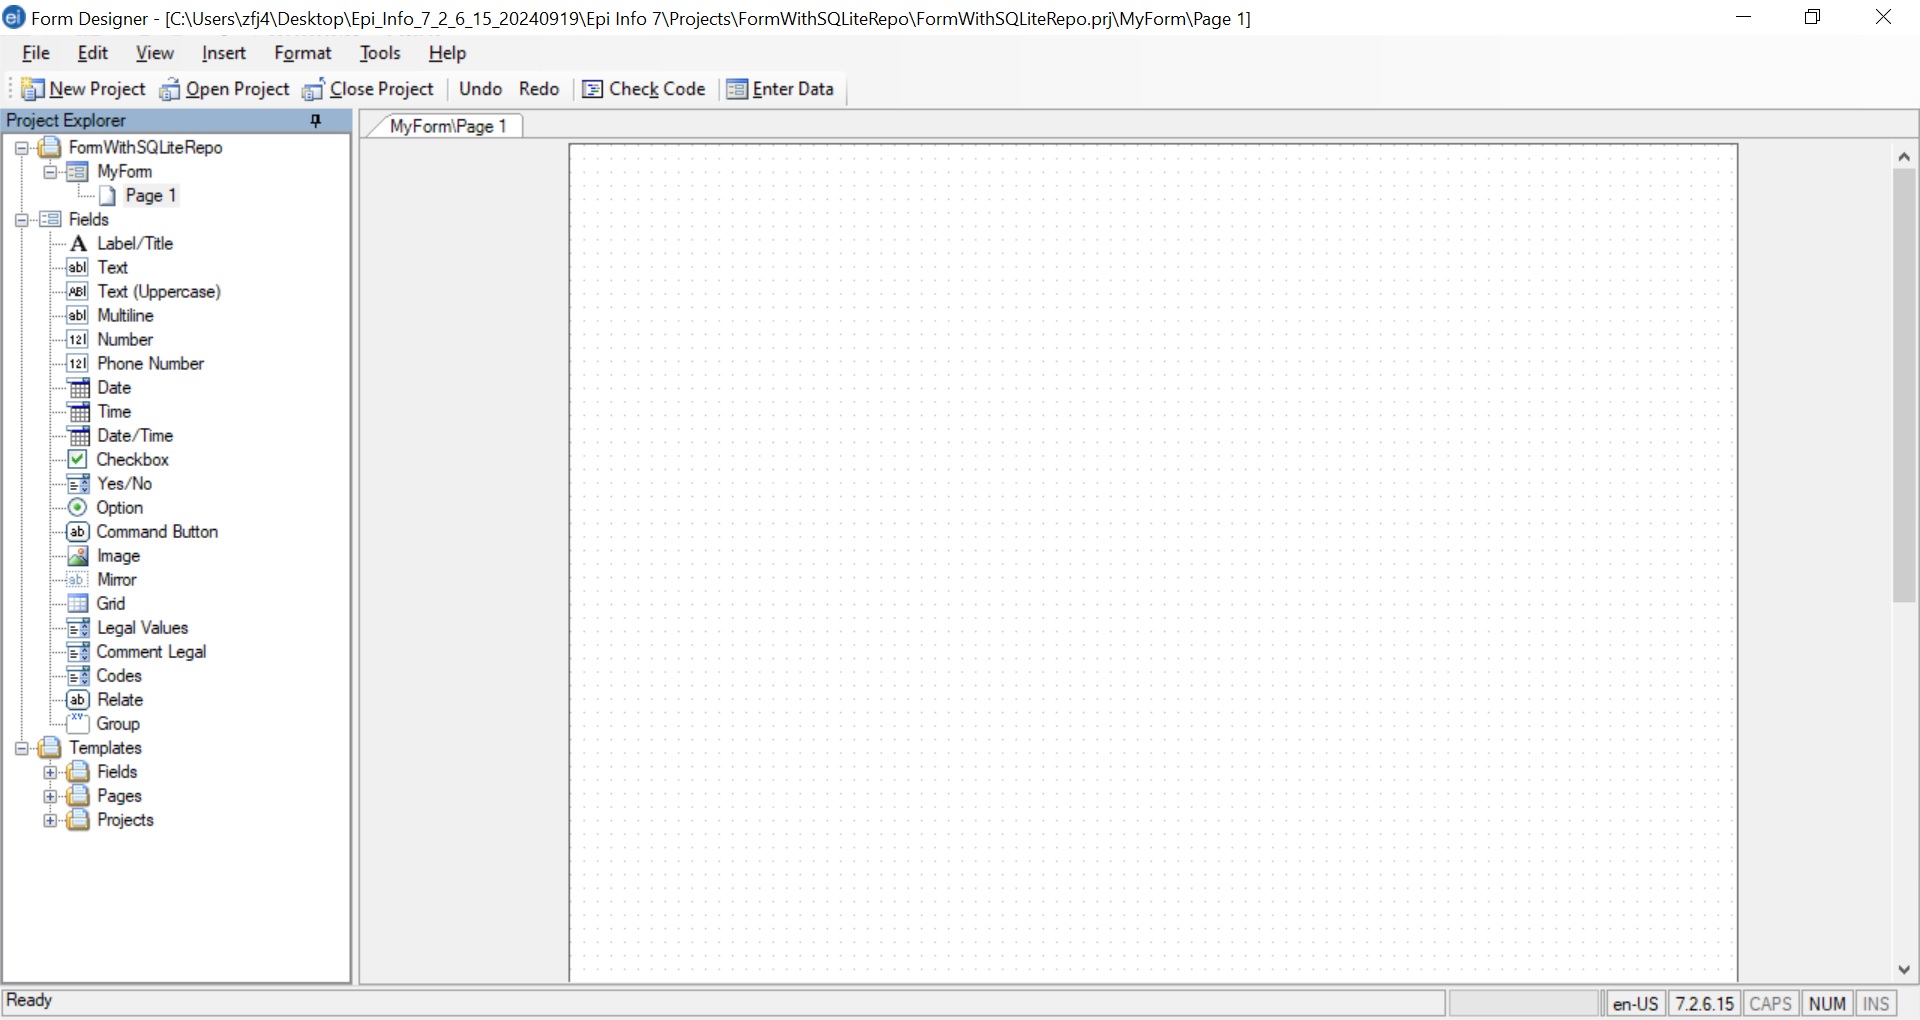 Form Designer - [C:\Users\zfj4\Desktop\Epi_Info_7_2_6_15_20240919\Epi Info 7\Projects\FormWithSQLiteRepo\FormWithSQLiteRepo.prj\MyForm\Page 1]
File Edit View Insert Format Tools Help
New Project Open Project Close Project Undo Redo Check Code Enter Data
Project Explorer
FormWithSQLiteRepo
MyForm
Page 1
Fields
Label/Title
Text
Text (Uppercase)
Multiline
Number
Phone Number
Date
Time
Date/Time
Checkbox
Yes/No
Option
Command Button
Image
Mirror
Grid
Legal Values
Comment Legal
Codes
Relate
Group
Templates
Fields
Pages
Projects
MyForm\Page 1
Ready
en-US 7.2.6.15 CAPS NUM INS